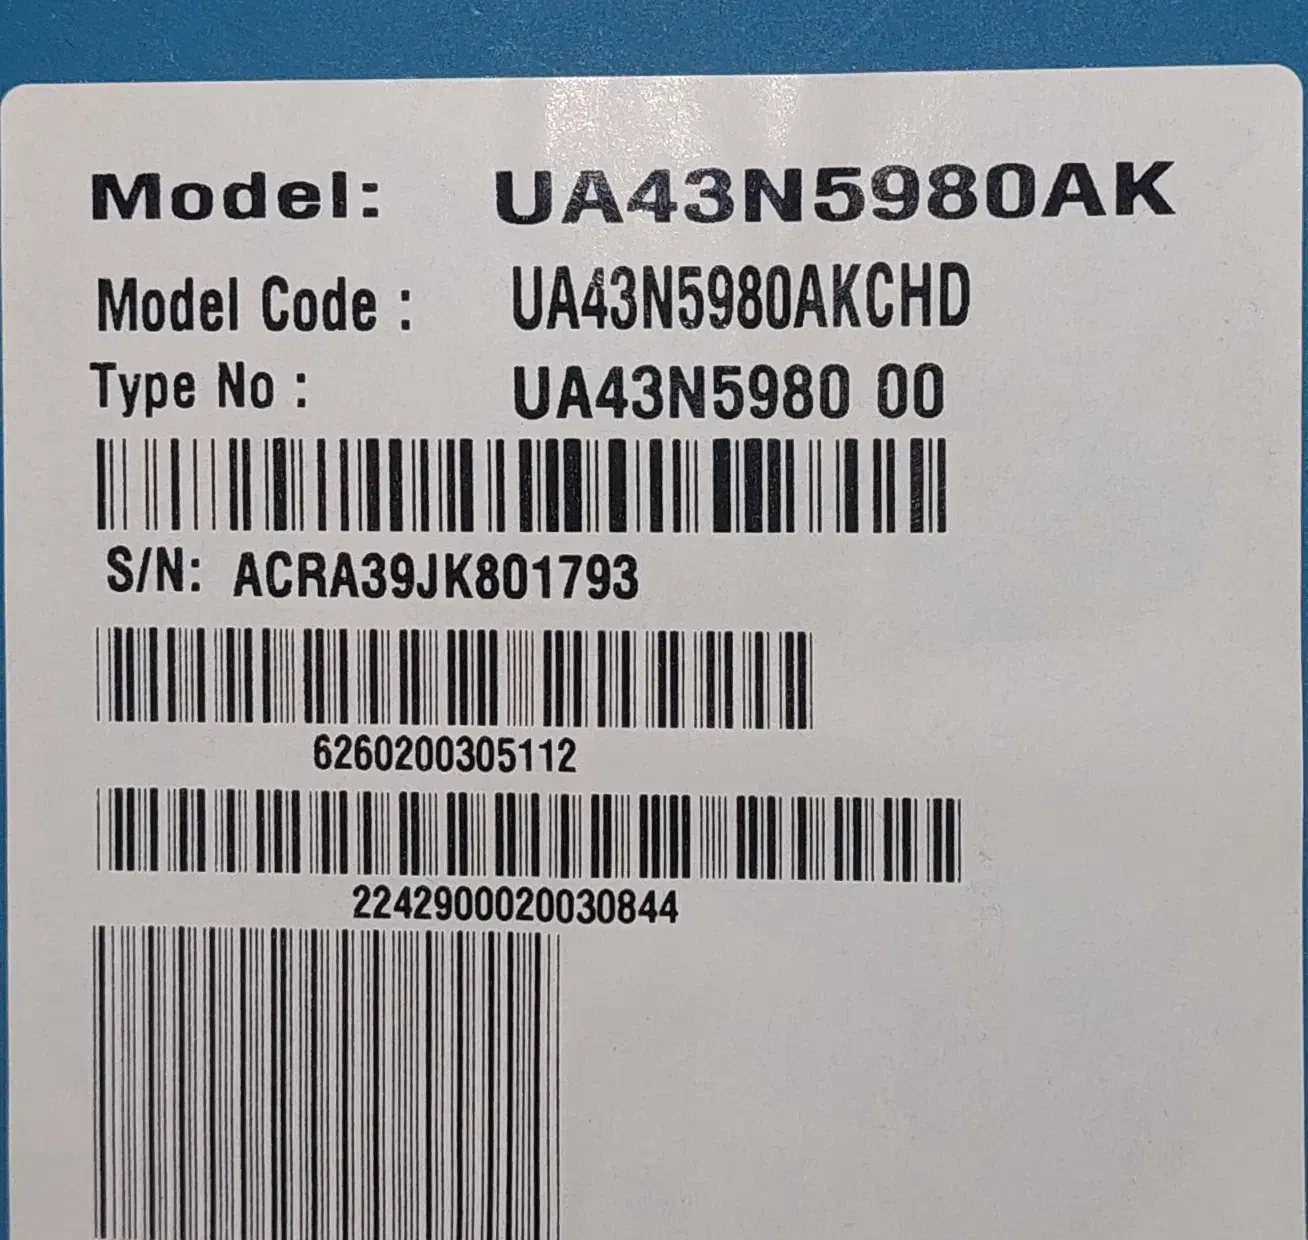 Model: UA43N5980AK
Model Code : UA43N5980AKCHD
Type No : UA43N5980 00
S/N: ACRA39JK801793
6260200305112
2242900020030844